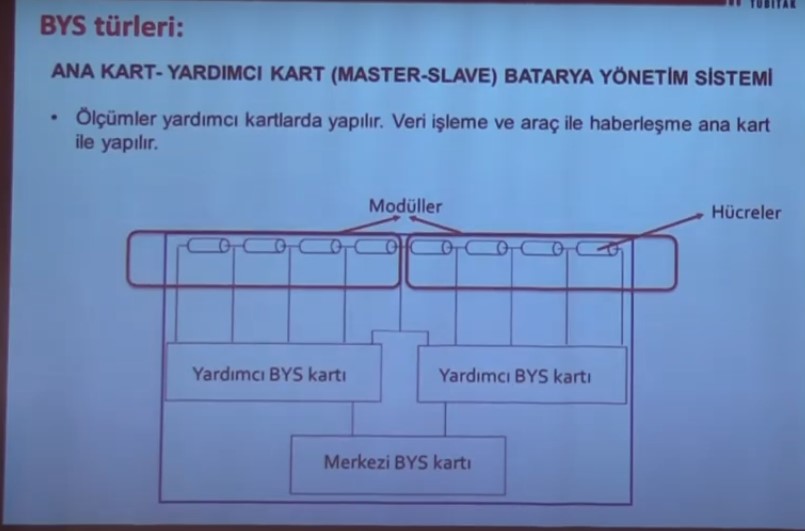 TÜBİTAK
BYS türleri:
ANA KART- YARDIMCI KART (MASTER-SLAVE) BATARYA YÖNETİM SİSTEMİ
• Ölçümler yardımcı kartlarda yapılır. Veri işleme ve araç ile haberleşme ana kart
ile yapılır.
Modüller
Hücreler
Yardımcı BYS kartı
Yardımcı BYS kartı
Merkezi BYS kartı